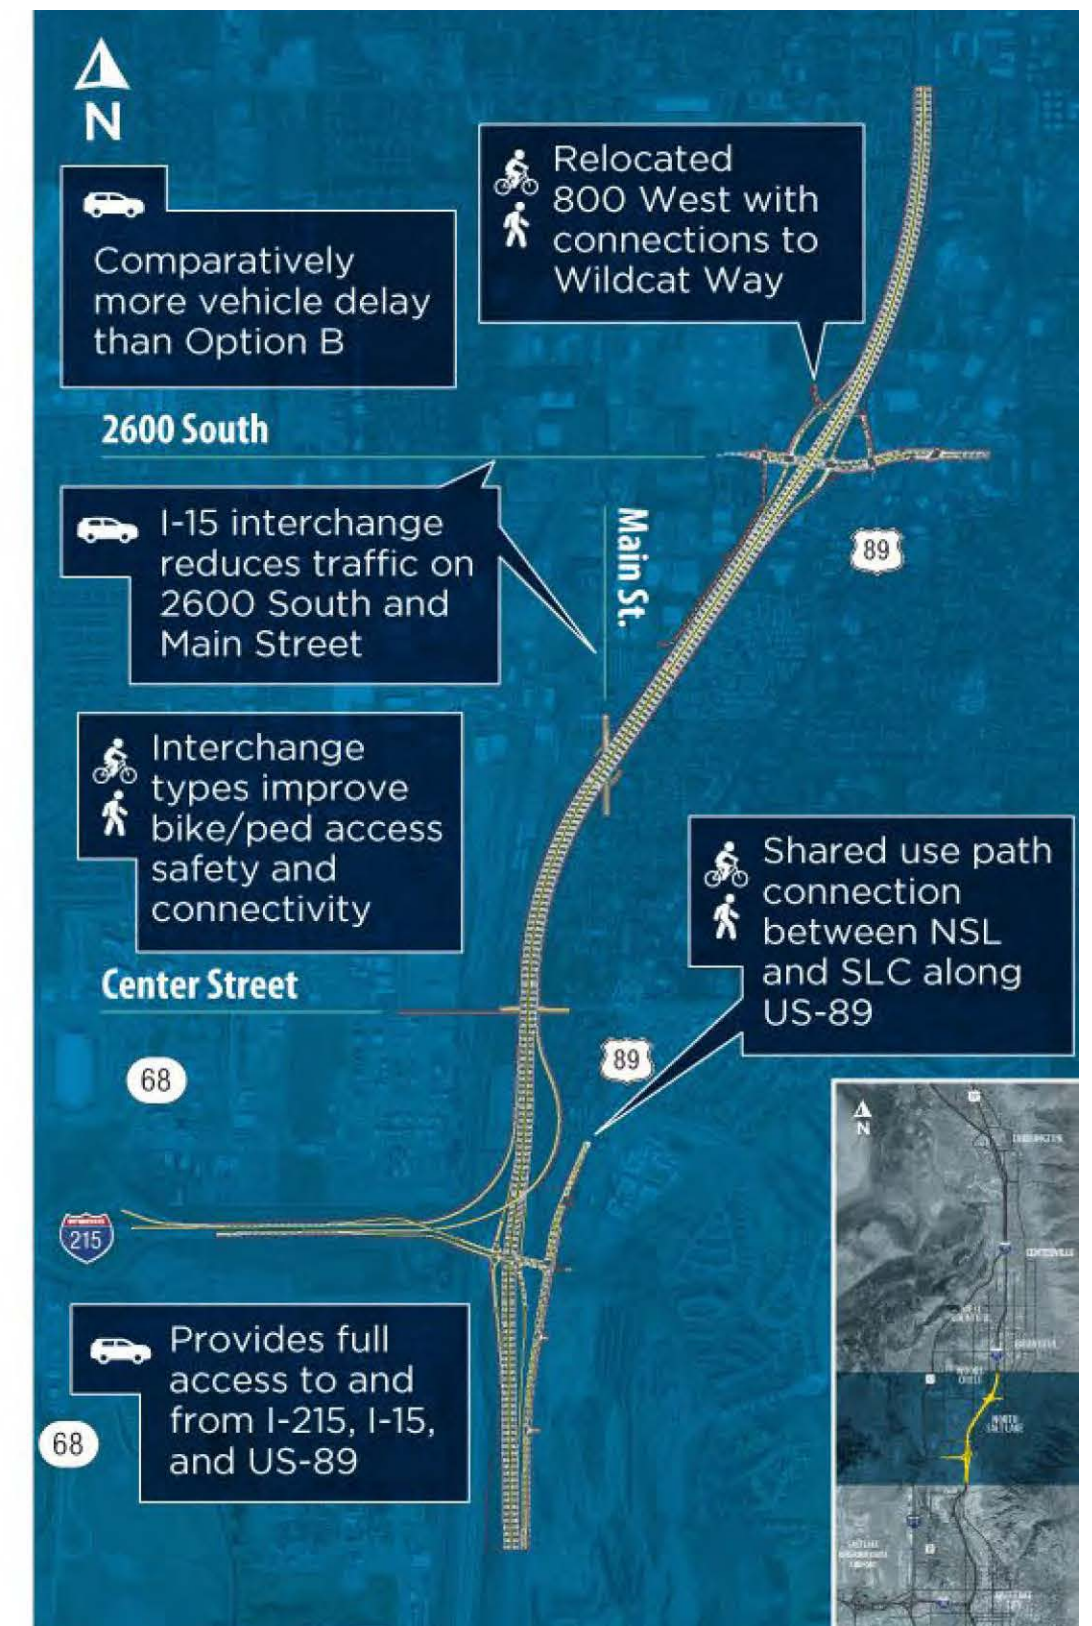 N
Comparatively
more vehicle delay
than Option B
Relocated
800 West with
connections to
Wildcat Way
2600 South
I-15 interchange
reduces traffic on
2600 South and
Main Street
Main St.
89
Interchange
types improve
bike/ped access
safety and
connectivity
Shared use path
connection
between NSL
and SLC along
US-89
Center Street
89
68
215
Provides full
access to and
from I-215, I-15,
and US-89
68
N
NORTH
SALT LAKE